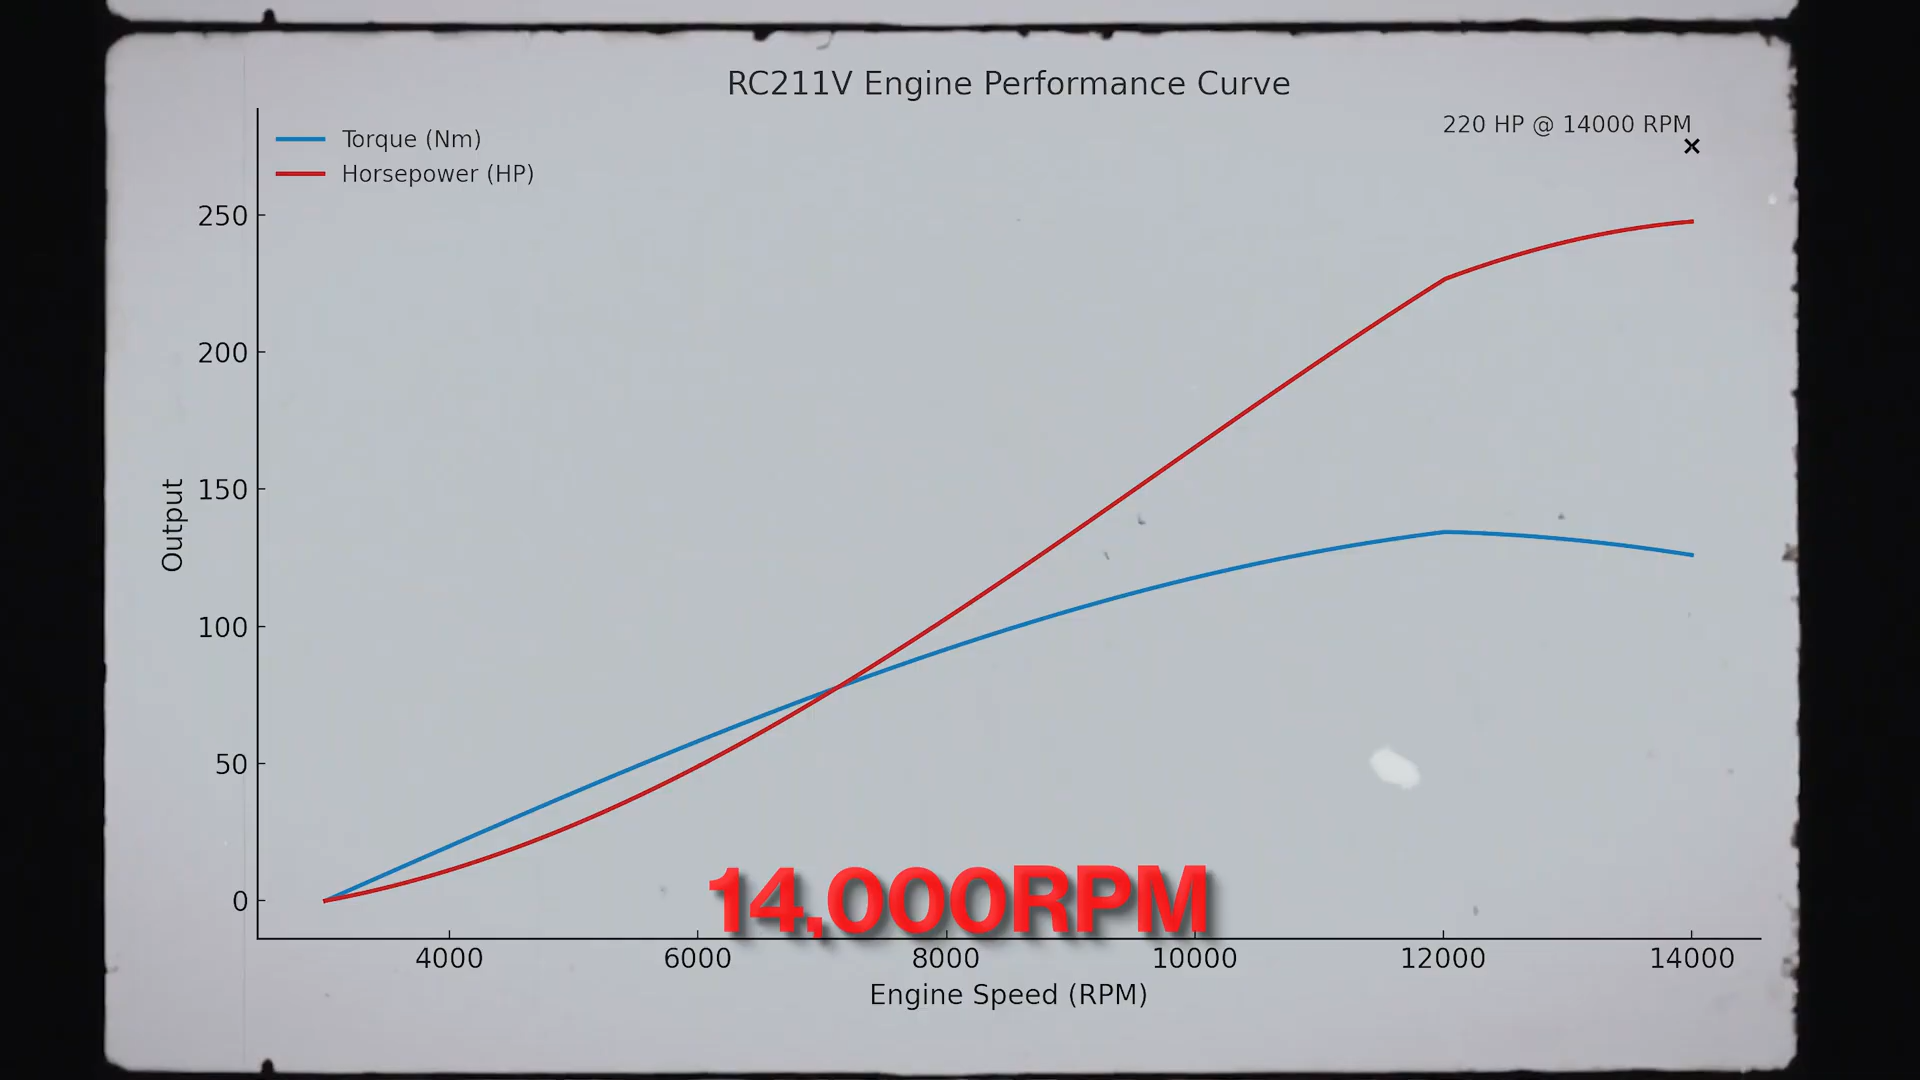 RC211V Engine Performance Curve
220 HP @ 14000 RPM
Torque (Nm)
Horsepower (HP)
250
200
150
100
50
0
Output
14,000RPM
4000
6000
8000
10000
12000
14000
Engine Speed (RPM)